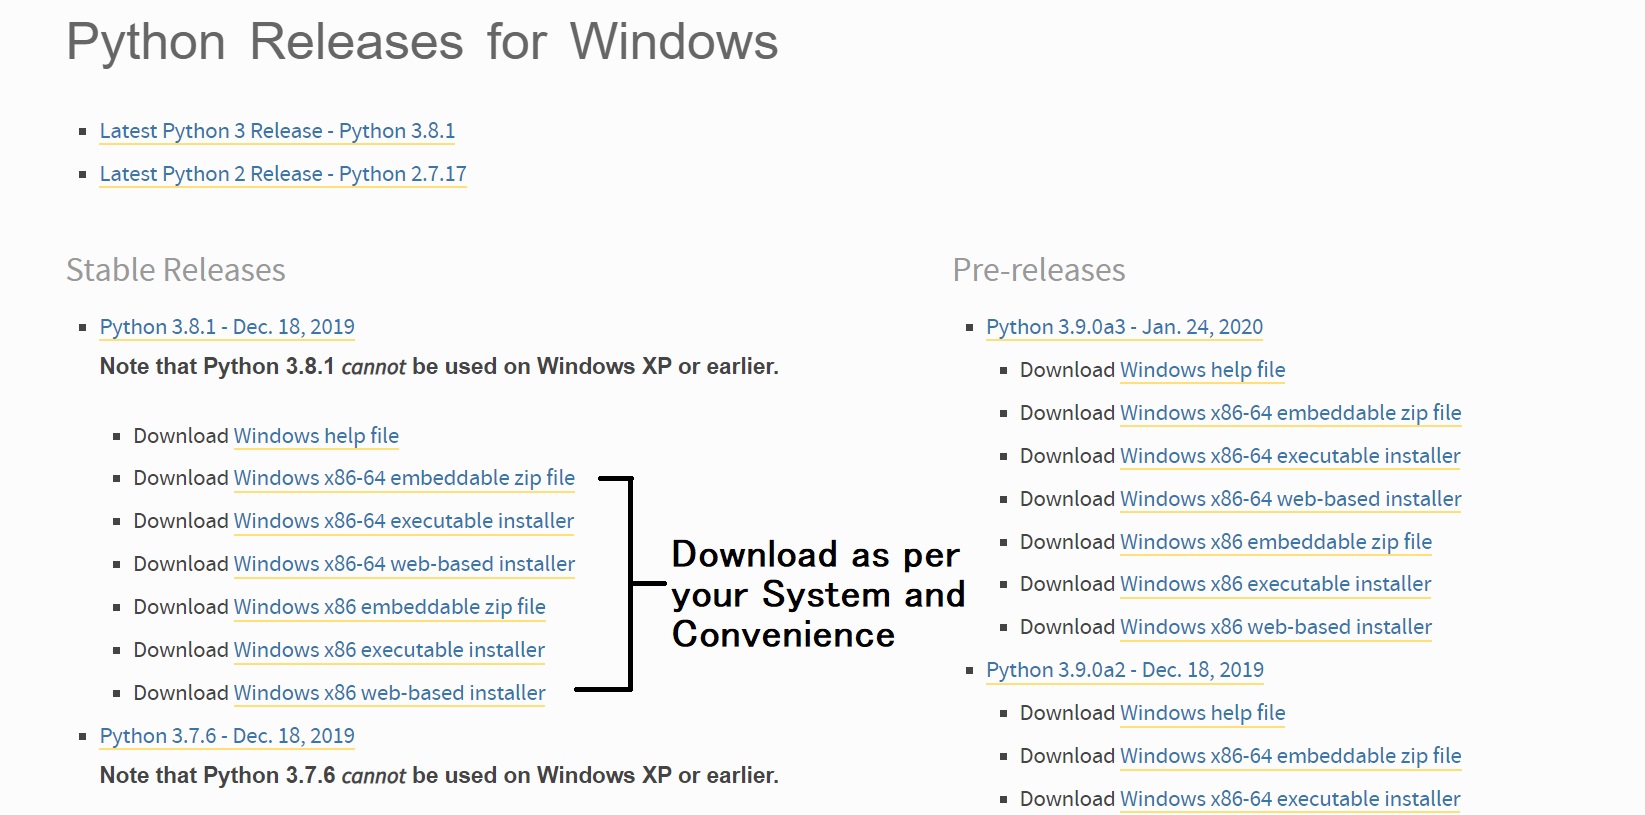 Python Releases for Windows
Latest Python 3 Release - Python 3.8.1
Latest Python 2 Release - Python 2.7.17
Stable Releases
Python 3.8.1 - Dec. 18, 2019
Note that Python 3.8.1 cannot be used on Windows XP or earlier.
Download Windows help file
Download Windows x86-64 embeddable zip file
Download Windows x86-64 executable installer
Download Windows x86-64 web-based installer
Download Windows x86 embeddable zip file
Download Windows x86 executable installer
Download Windows x86 web-based installer
Download as per
your System and
Convenience
Python 3.7.6 - Dec. 18, 2019
Note that Python 3.7.6 cannot be used on Windows XP or earlier.
Pre-releases
Python 3.9.0a3 - Jan. 24, 2020
Download Windows help file
Download Windows x86-64 embeddable zip file
Download Windows x86-64 executable installer
Download Windows x86-64 web-based installer
Download Windows x86 embeddable zip file
Download Windows x86 executable installer
Download Windows x86 web-based installer
Python 3.9.0a2 - Dec. 18, 2019
Download Windows help file
Download Windows x86-64 embeddable zip file
Download Windows x86-64 executable installer